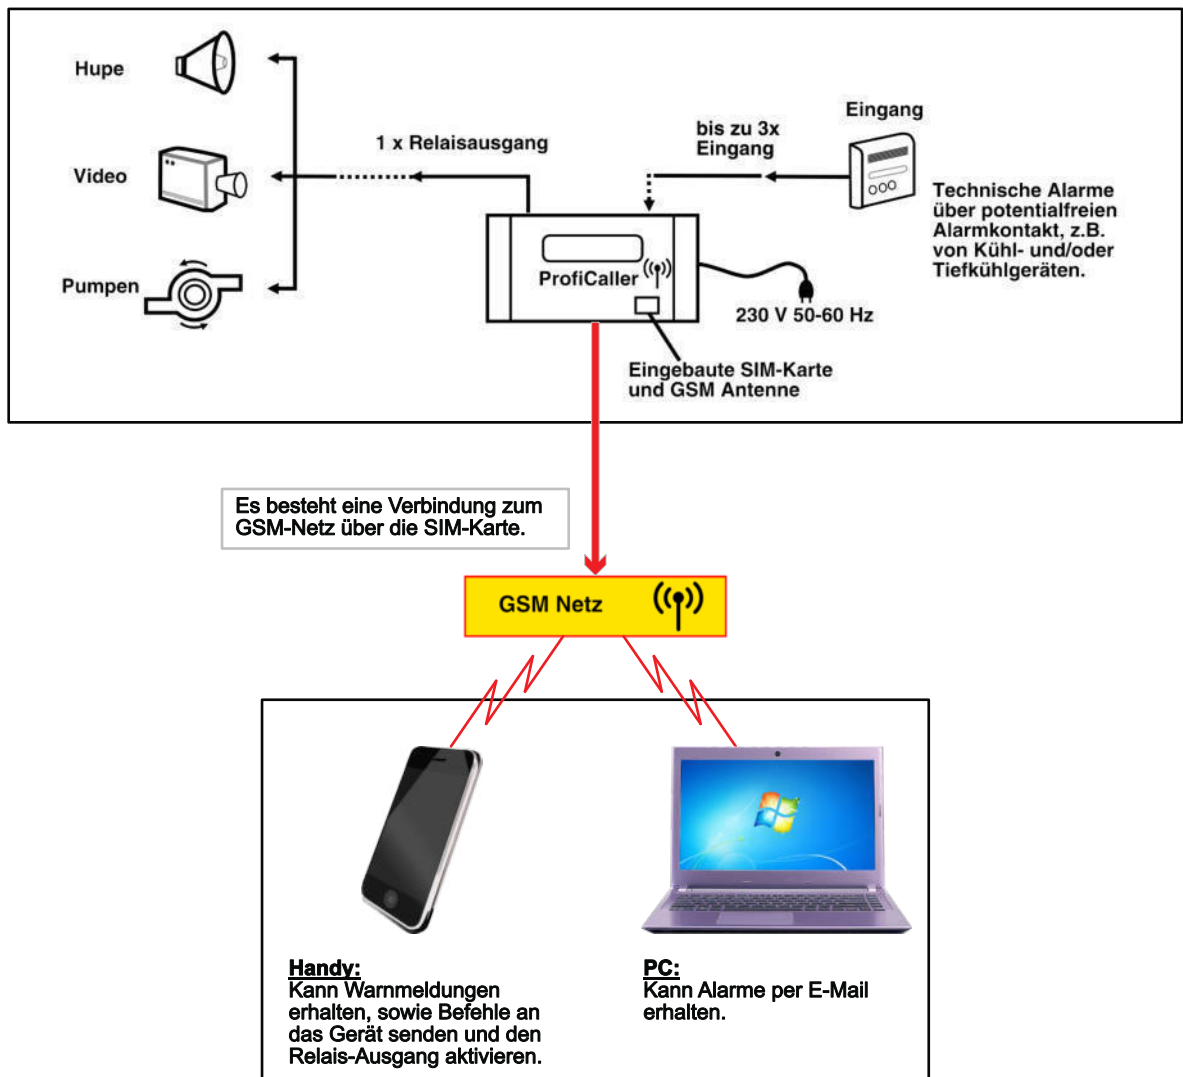 Hupe
Video
Pumpen
1 x Relaisausgang
bis zu 3x
Eingang
Eingang
Technische Alarme
über potentialfreien
Alarmkontakt, z.B.
von Kühl- und/oder
Tiefkühlgeräten.
ProfiCaller
230 V 50-60 Hz
Eingebaute SIM-Karte
und GSM Antenne
Es besteht eine Verbindung zum
GSM-Netz über die SIM-Karte.
GSM Netz
Handy:
Kann Warnmeldungen
erhalten, sowie Befehle an
das Gerät senden und den
Relais-Ausgang aktivieren.
PC:
Kann Alarme per E-Mail
erhalten.